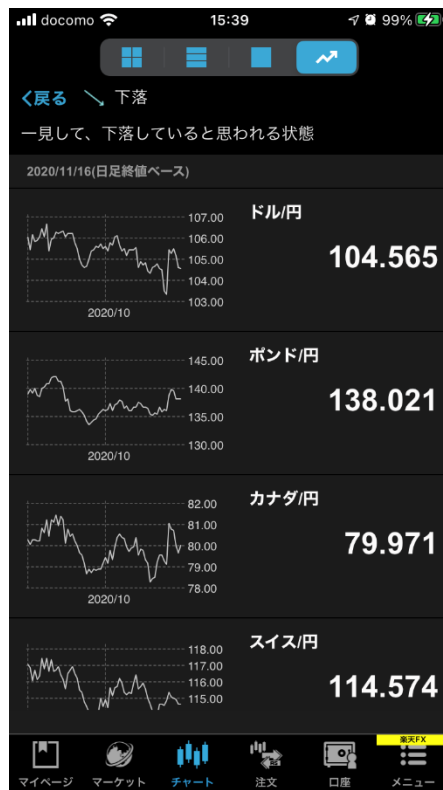 docomo 15:39 99%
戻る 下落
一見して、下落していると思われる状態
2020/11/16(日足終値ベース)
ドル/円
104.565
107.00
106.00
105.00
104.00
103.00
2020/10
ポンド/円
138.021
145.00
140.00
135.00
130.00
2020/10
カナダ/円
79.971
82.00
81.00
80.00
79.00
78.00
2020/10
スイス/円
114.574
118.00
117.00
116.00
115.00
楽天FX
マイページ マーケット チャート 注文 口座 メニュー